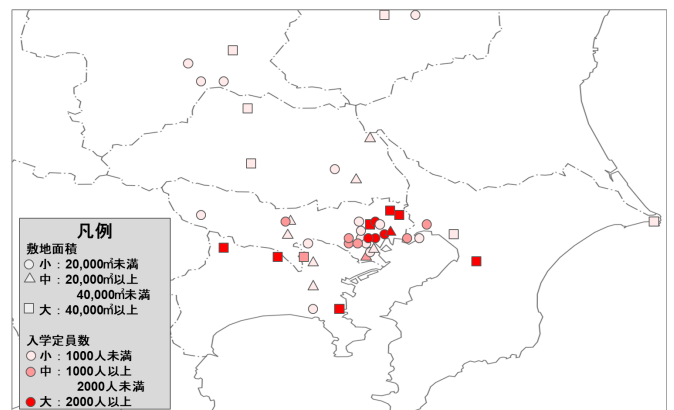 凡例
敷地面積
小：20,000㎡未満
中：20,000㎡以上
40,000㎡未満
大：40,000㎡以上
入学定員数
小：1000人未満
中：1000人以上
2000人未満
大：2000人以上